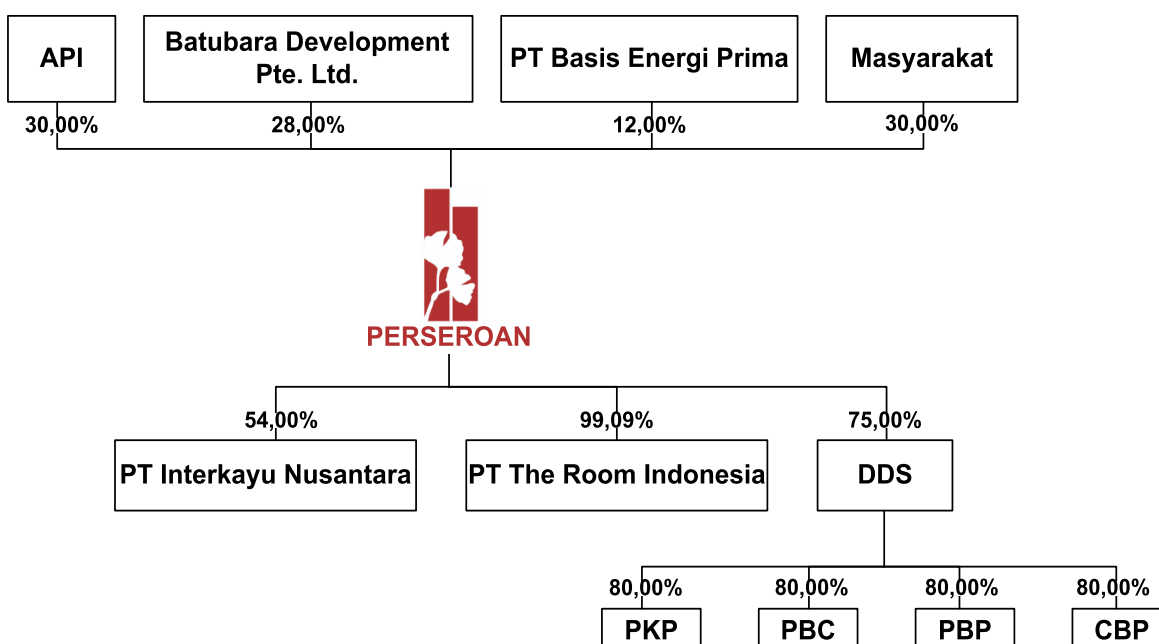 API
Batubara Development
Pte. Ltd.
PT Basis Energi Prima
Masyarakat
30,00%
28,00%
12,00%
30,00%
PERSEROAN
54,00%
99,09%
75,00%
PT Interkayu Nusantara
PT The Room Indonesia
DDS
80,00%
80,00%
80,00%
80,00%
PKP
PBC
PBP
CBP